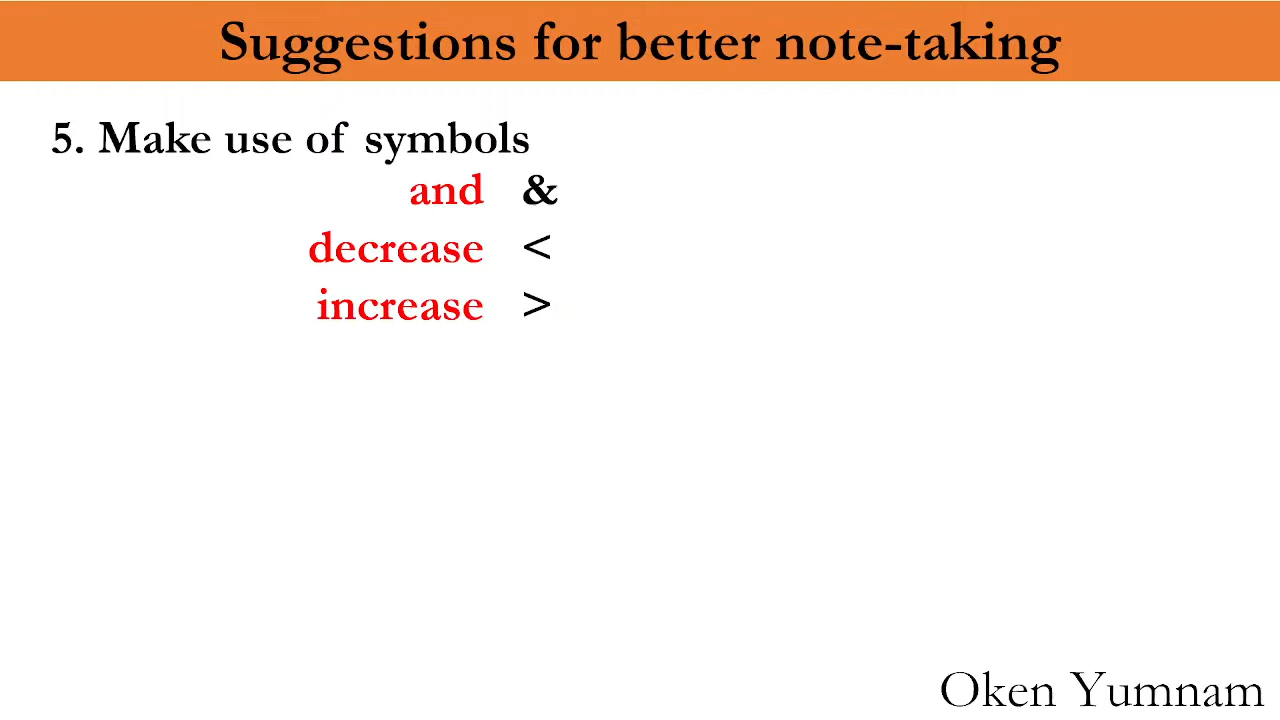 Suggestions for better note-taking
5. Make use of symbols
and &
decrease <
increase >
Oken Yumnam